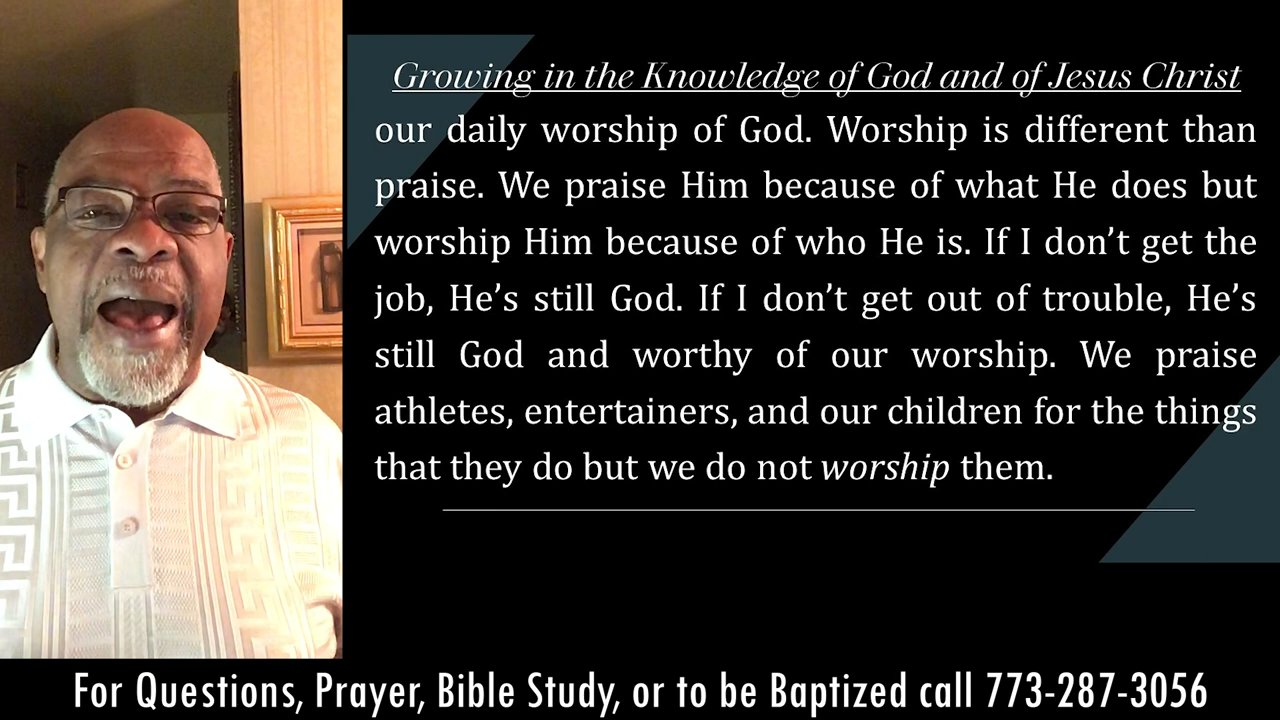 Growing in the Knowledge of God and of Jesus Christ
our daily worship of God. Worship is different than
praise. We praise Him because of what He does but
worship Him because of who He is. If I don’t get the
job, He’s still God. If I don’t get out of trouble, He’s
still God and worthy of our worship. We praise
athletes, entertainers, and our children for the things
that they do but we do not worship them.
For Questions, Prayer, Bible Study, or to be Baptized call 773-287-3056